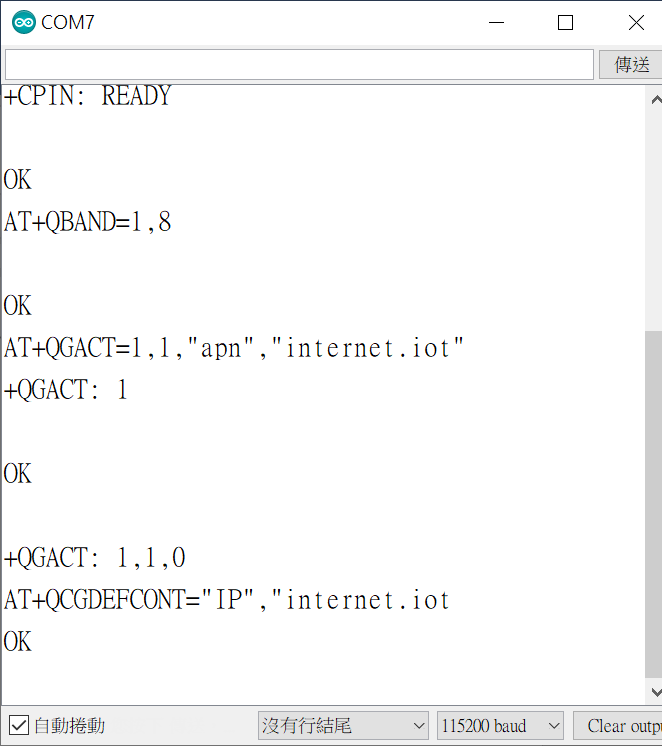 COM7
傳送
+CPIN: READY
OK
AT+QBAND=1,8
OK
AT+QGACT=1,1,"apn","internet.iot"
+QGACT: 1
OK
+QGACT: 1,1,0
AT+QCGDEFCONT="IP","internet.iot
OK
自動捲動
沒有行結尾
115200 baud
Clear outpu